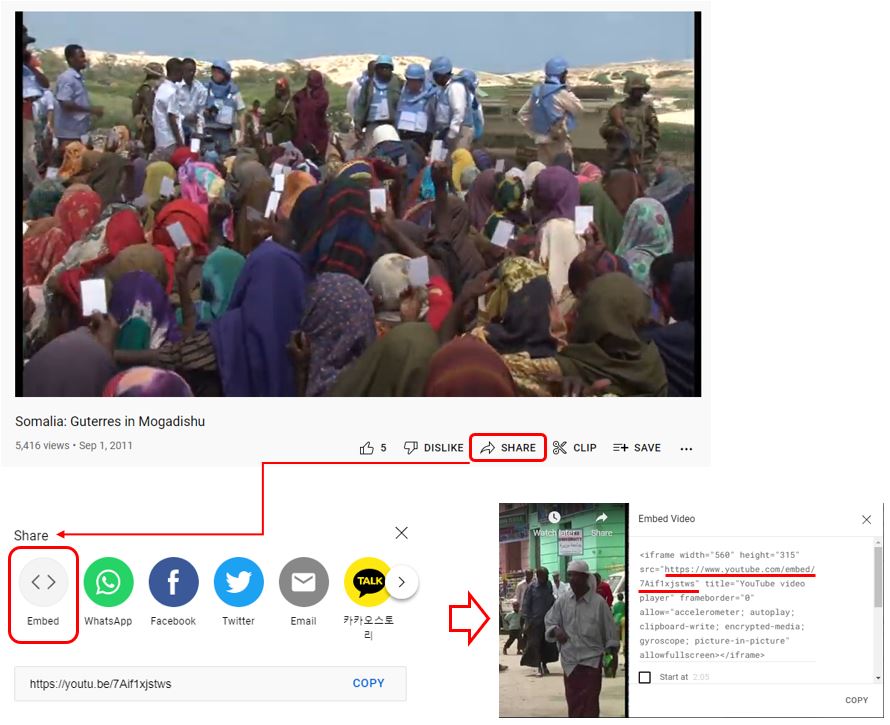 Somalia: Guterres in Mogadishu
5,416 views • Sep 1, 2011
5 DISLIKE SHARE CLIP SAVE
Share
Embed WhatsApp Facebook Twitter Email 카카오스토
리
TALK
https://youtu.be/7Aif1xjstws COPY
Watch later Share
UNIVERSITY
Embed Video
<iframe width="560" height="315"
src="https://www.youtube.com/embed/
7Aif1xjstws" title="YouTube video
player" frameborder="0"
allow="accelerometer; autoplay;
clipboard-write; encrypted-media;
gyroscope; picture-in-picture"
allowfullscreen></iframe>
Start at 2:05
COPY